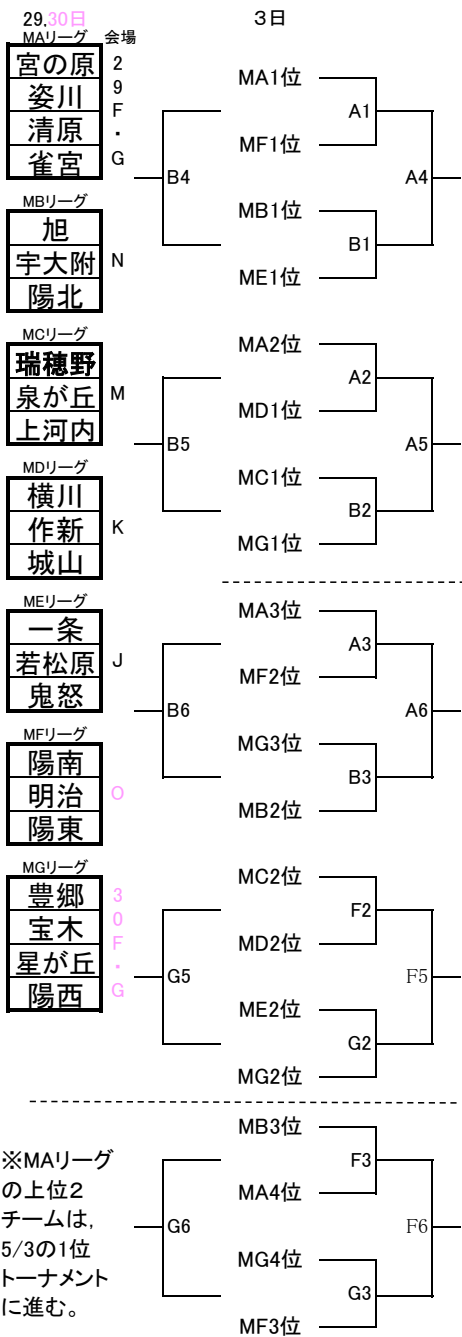 29,30日
３日
MAリーグ 会場
宮の原
姿川
清原
雀宮
２９Ｆ・Ｇ
MBリーグ
旭
宇大附
陽北
N
MCリーグ
瑞穂野
泉が丘
上河内
M
MDリーグ
横川
作新
城山
K
MEリーグ
一条
若松原
鬼怒
J
MFリーグ
陽南
明治
陽東
O
MGリーグ
豊郷
宝木
星が丘
陽西
３０Ｆ・Ｇ
※MAリーグ
の上位２
チームは,
5/3の1位
トーナメント
に進む。
MA1位
A1
MF1位
B4
A4
MB1位
B1
ME1位
MA2位
A2
MD1位
B5
A5
MC1位
B2
MG1位
MA3位
A3
MF2位
B6
A6
MG3位
B3
MB2位
MC2位
F2
MD2位
G5
F5
ME2位
G2
MG2位
MB3位
F3
MA4位
G6
F6
MG4位
G3
MF3位